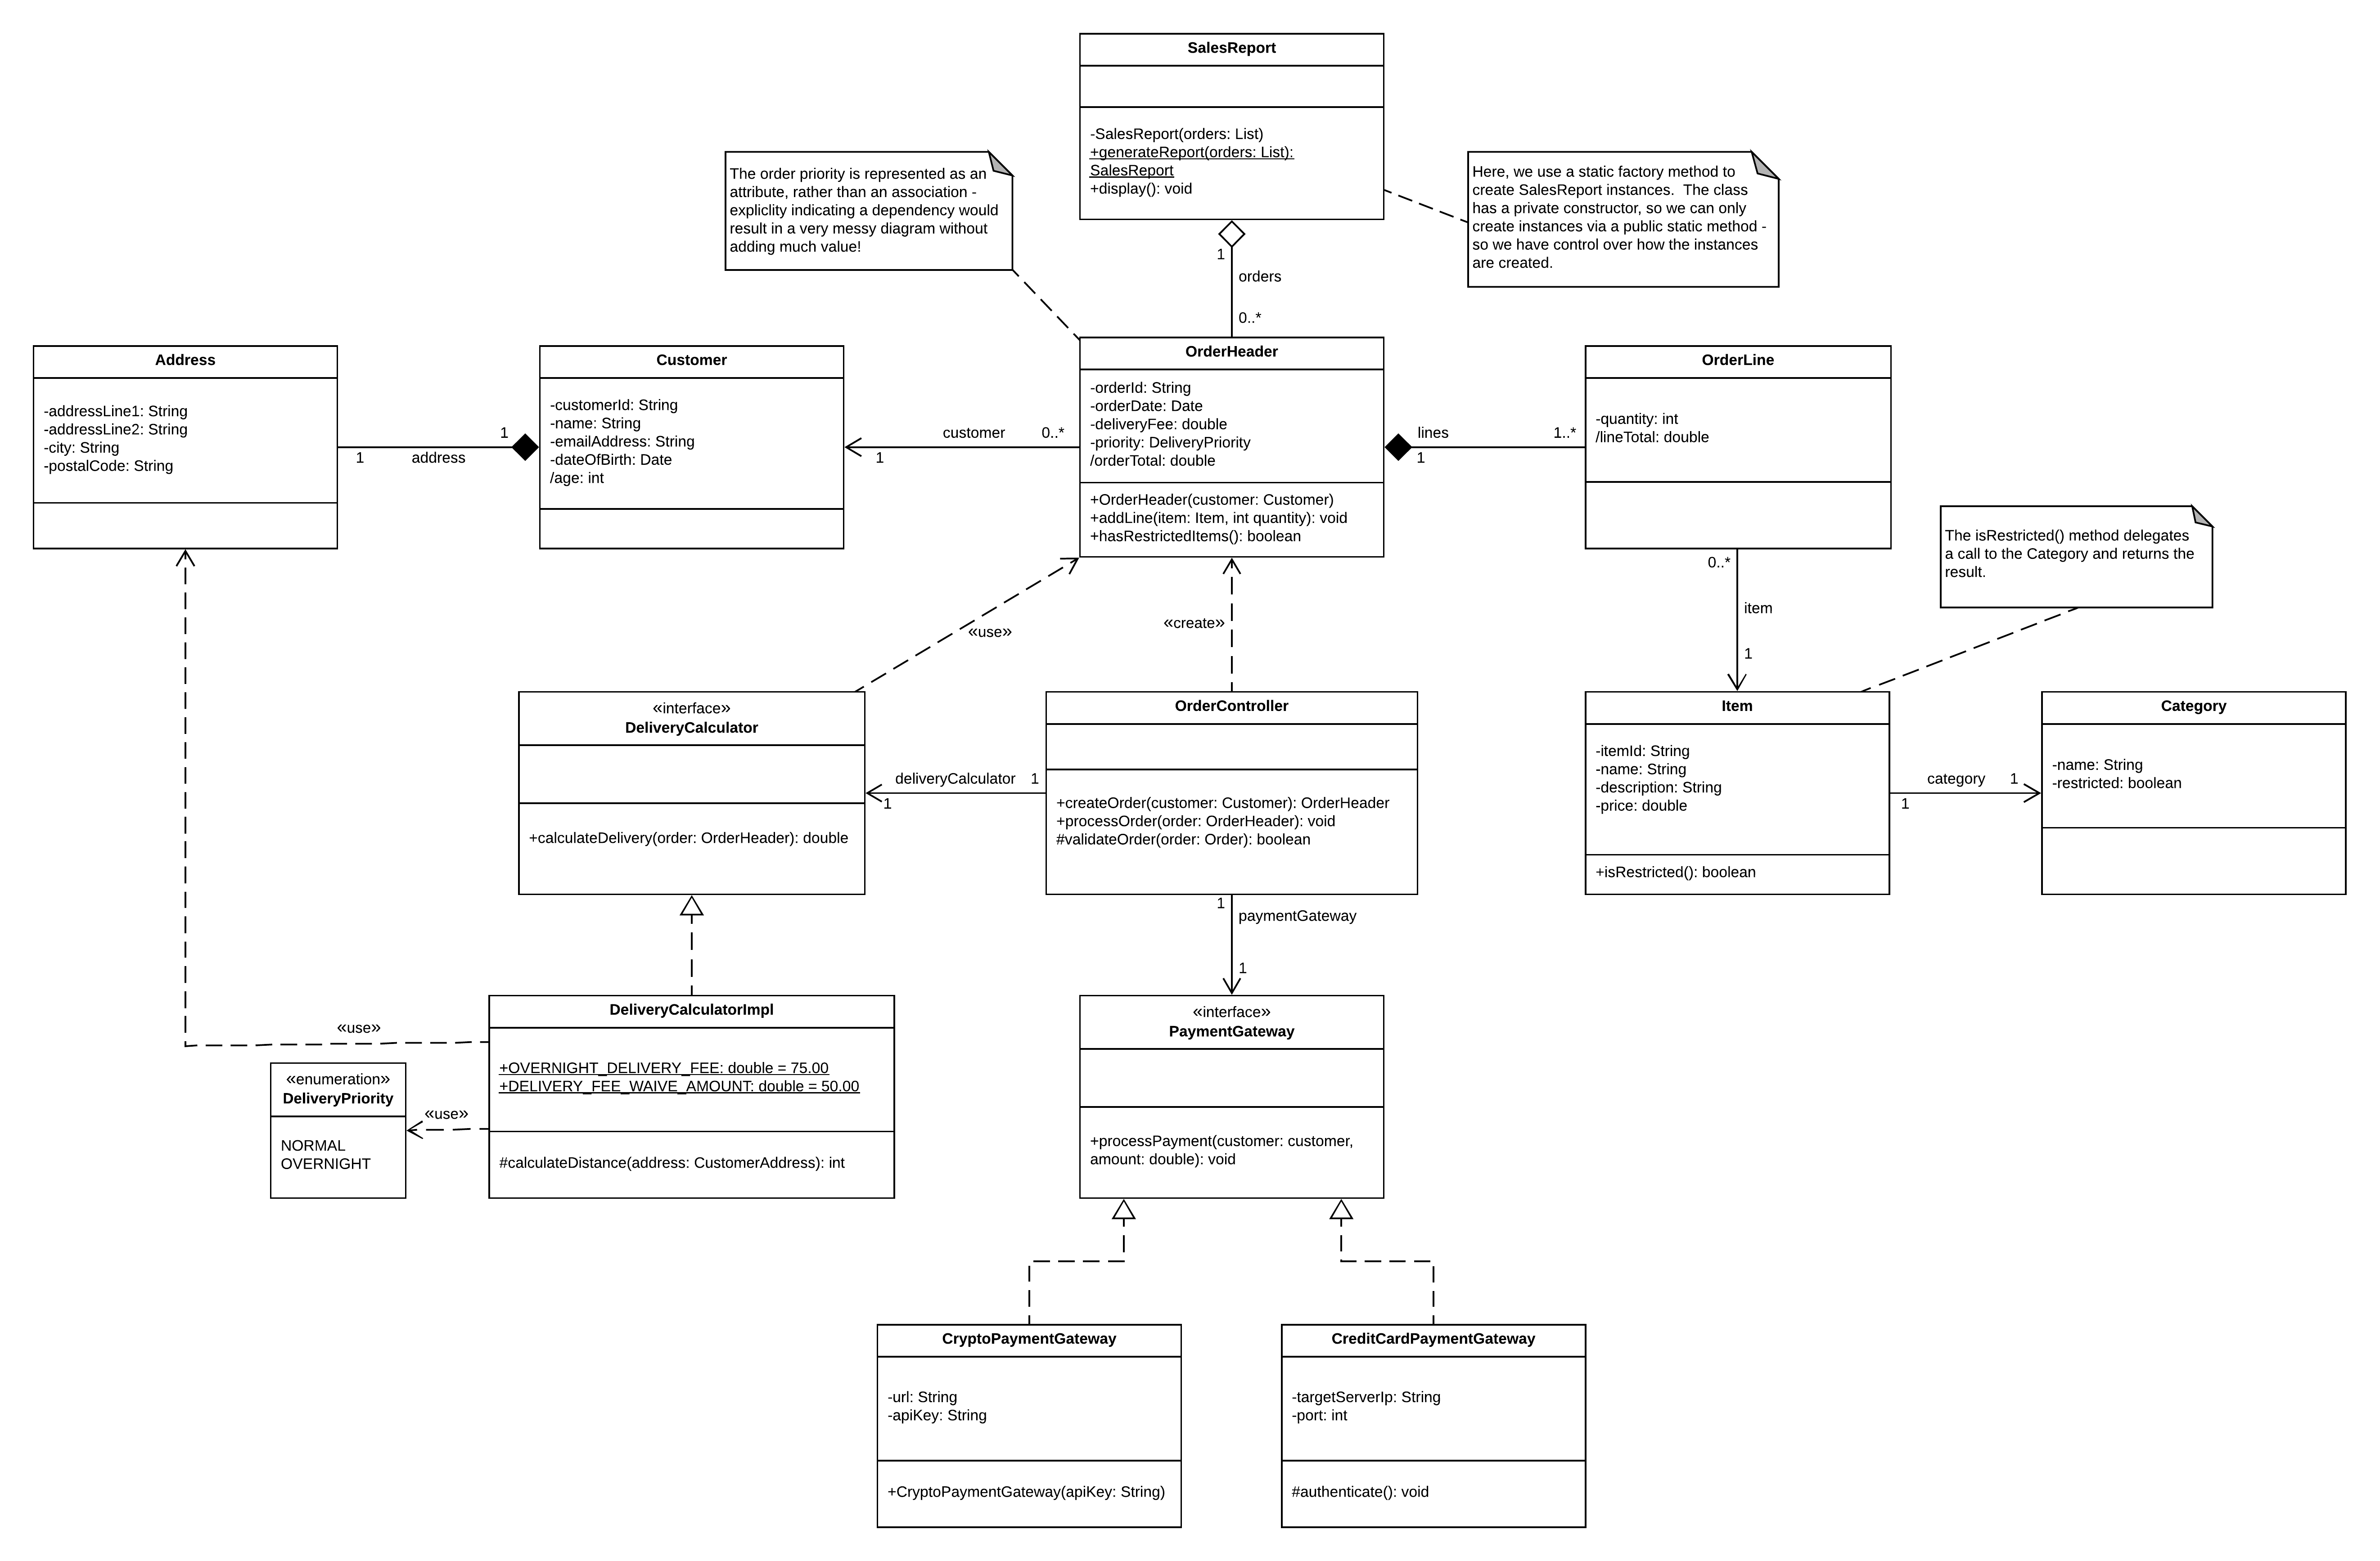 SalesReport
-SalesReport(orders: List)
+generateReport(orders: List):
SalesReport
+display(): void
The order priority is represented as an
attribute, rather than an association -
expliclity indicating a dependency would
result in a very messy diagram without
adding much value!
Here, we use a static factory method to
create SalesReport instances.  The class
has a private constructor, so we can only
create instances via a public static method -
so we have control over how the instances
are created.
1
orders
0..*
Address
-addressLine1: String
-addressLine2: String
-city: String
-postalCode: String
1
address
1
Customer
-customerId: String
-name: String
-emailAddress: String
-dateOfBirth: Date
/age: int
customer
0..*
1
OrderHeader
-orderId: String
-orderDate: Date
-deliveryFee: double
-priority: DeliveryPriority
/orderTotal: double
+OrderHeader(customer: Customer)
+addLine(item: Item, int quantity): void
+hasRestrictedItems(): boolean
lines
1..*
1
OrderLine
-quantity: int
/lineTotal: double
The isRestricted() method delegates
a call to the Category and returns the
result.
0..*
item
1
«use»
«create»
«interface»
DeliveryCalculator
+calculateDelivery(order: OrderHeader): double
deliveryCalculator
1
1
OrderController
+createOrder(customer: Customer): OrderHeader
+processOrder(order: OrderHeader): void
#validateOrder(order: Order): boolean
Item
-itemId: String
-name: String
-description: String
-price: double
+isRestricted(): boolean
category
1
1
Category
-name: String
-restricted: boolean
1
paymentGateway
1
«use»
«enumeration»
DeliveryPriority
NORMAL
OVERNIGHT
«use»
DeliveryCalculatorImpl
+OVERNIGHT_DELIVERY_FEE: double = 75.00
+DELIVERY_FEE_WAIVE_AMOUNT: double = 50.00
#calculateDistance(address: CustomerAddress): int
«interface»
PaymentGateway
+processPayment(customer: customer,
amount: double): void
CryptoPaymentGateway
-url: String
-apiKey: String
+CryptoPaymentGateway(apiKey: String)
CreditCardPaymentGateway
-targetServerIp: String
-port: int
#authenticate(): void